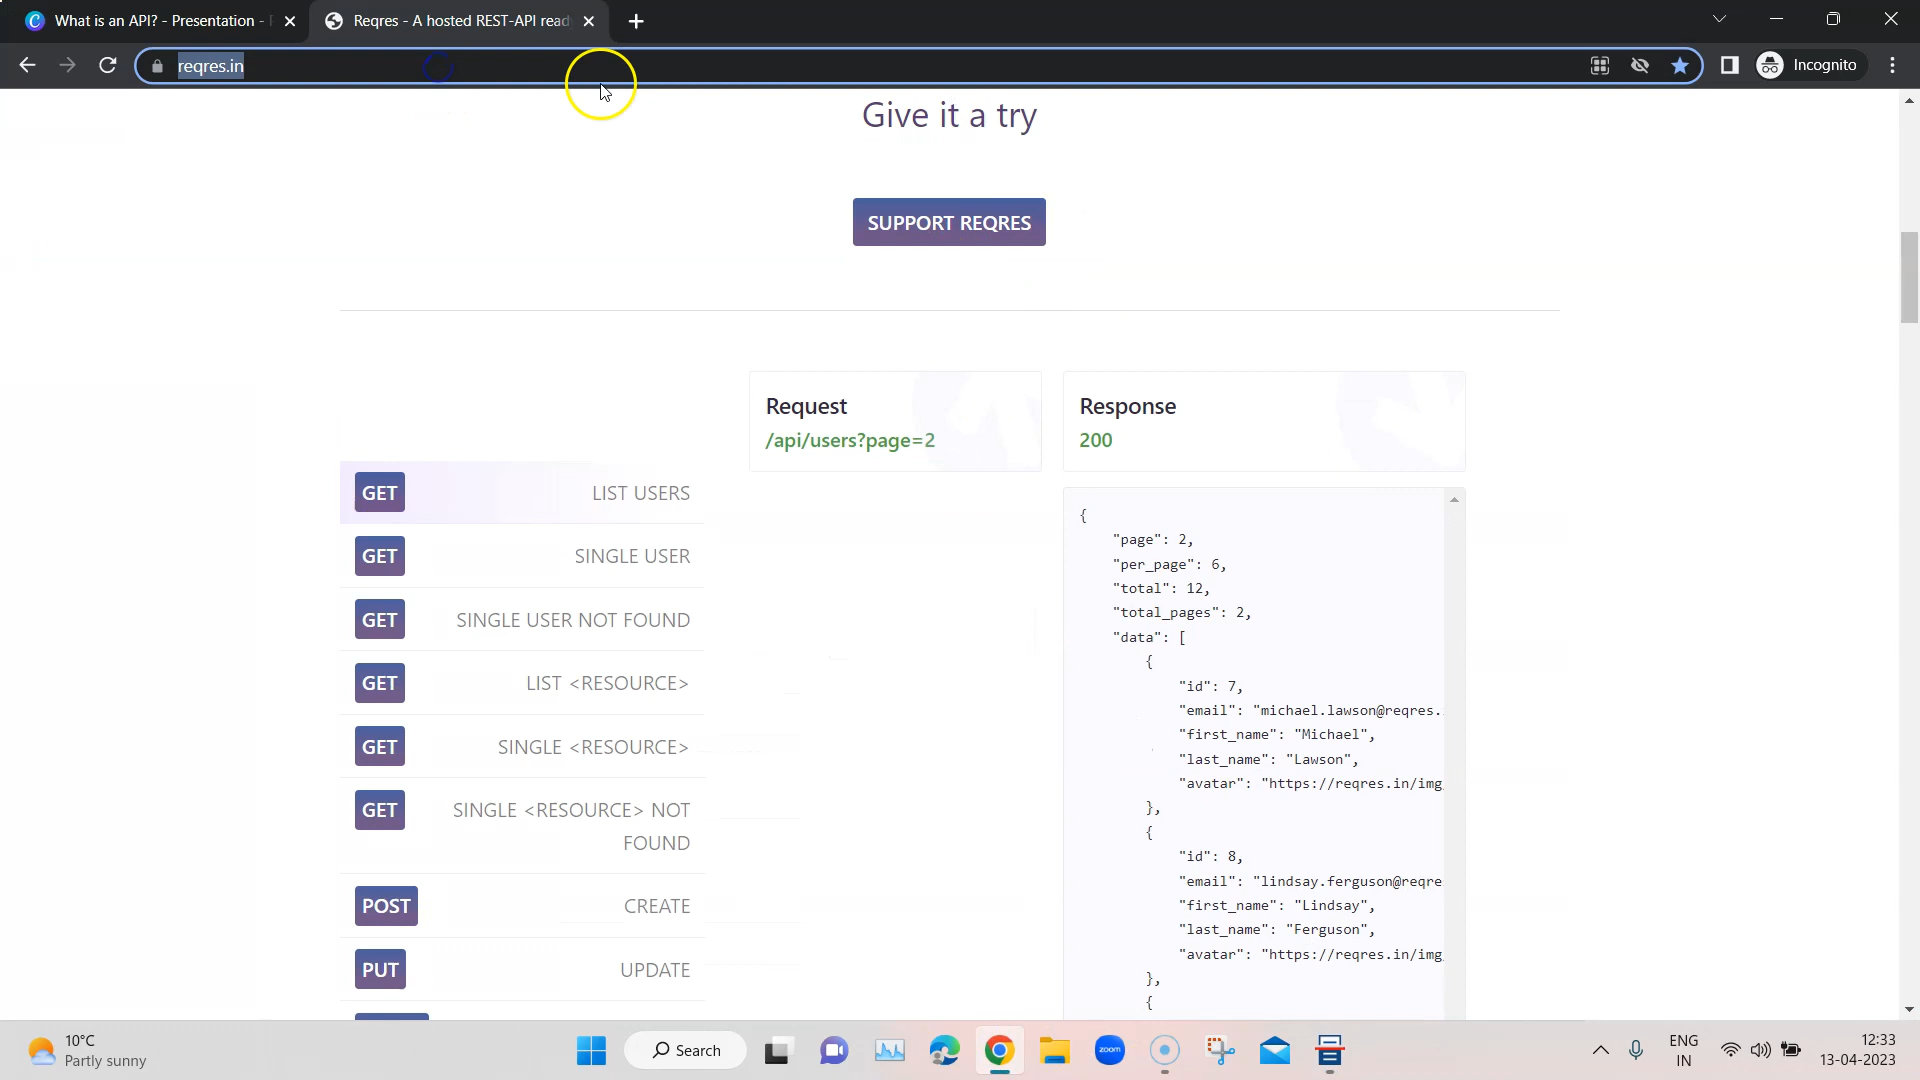 What is an API? - Presentation -
Reqres - A hosted REST-API read
reqres.in
Incognito
Give it a try
SUPPORT REQRES
Request
/api/users?page=2
Response
200
GET LIST USERS
GET SINGLE USER
GET SINGLE USER NOT FOUND
GET LIST <RESOURCE>
GET SINGLE <RESOURCE>
GET SINGLE <RESOURCE> NOT
FOUND
POST CREATE
PUT UPDATE
{
"page": 2,
"per_page": 6,
"total": 12,
"total_pages": 2,
"data": [
{
"id": 7,
"email": "michael.lawson@reqres.
"first_name": "Michael",
"last_name": "Lawson",
"avatar": "https://reqres.in/img
},
{
"id": 8,
"email": "lindsay.ferguson@reqre
"first_name": "Lindsay",
"last_name": "Ferguson",
"avatar": "https://reqres.in/img
},
{
10°C
Partly sunny
Search
zoom
ENG
IN
12:33
13-04-2023